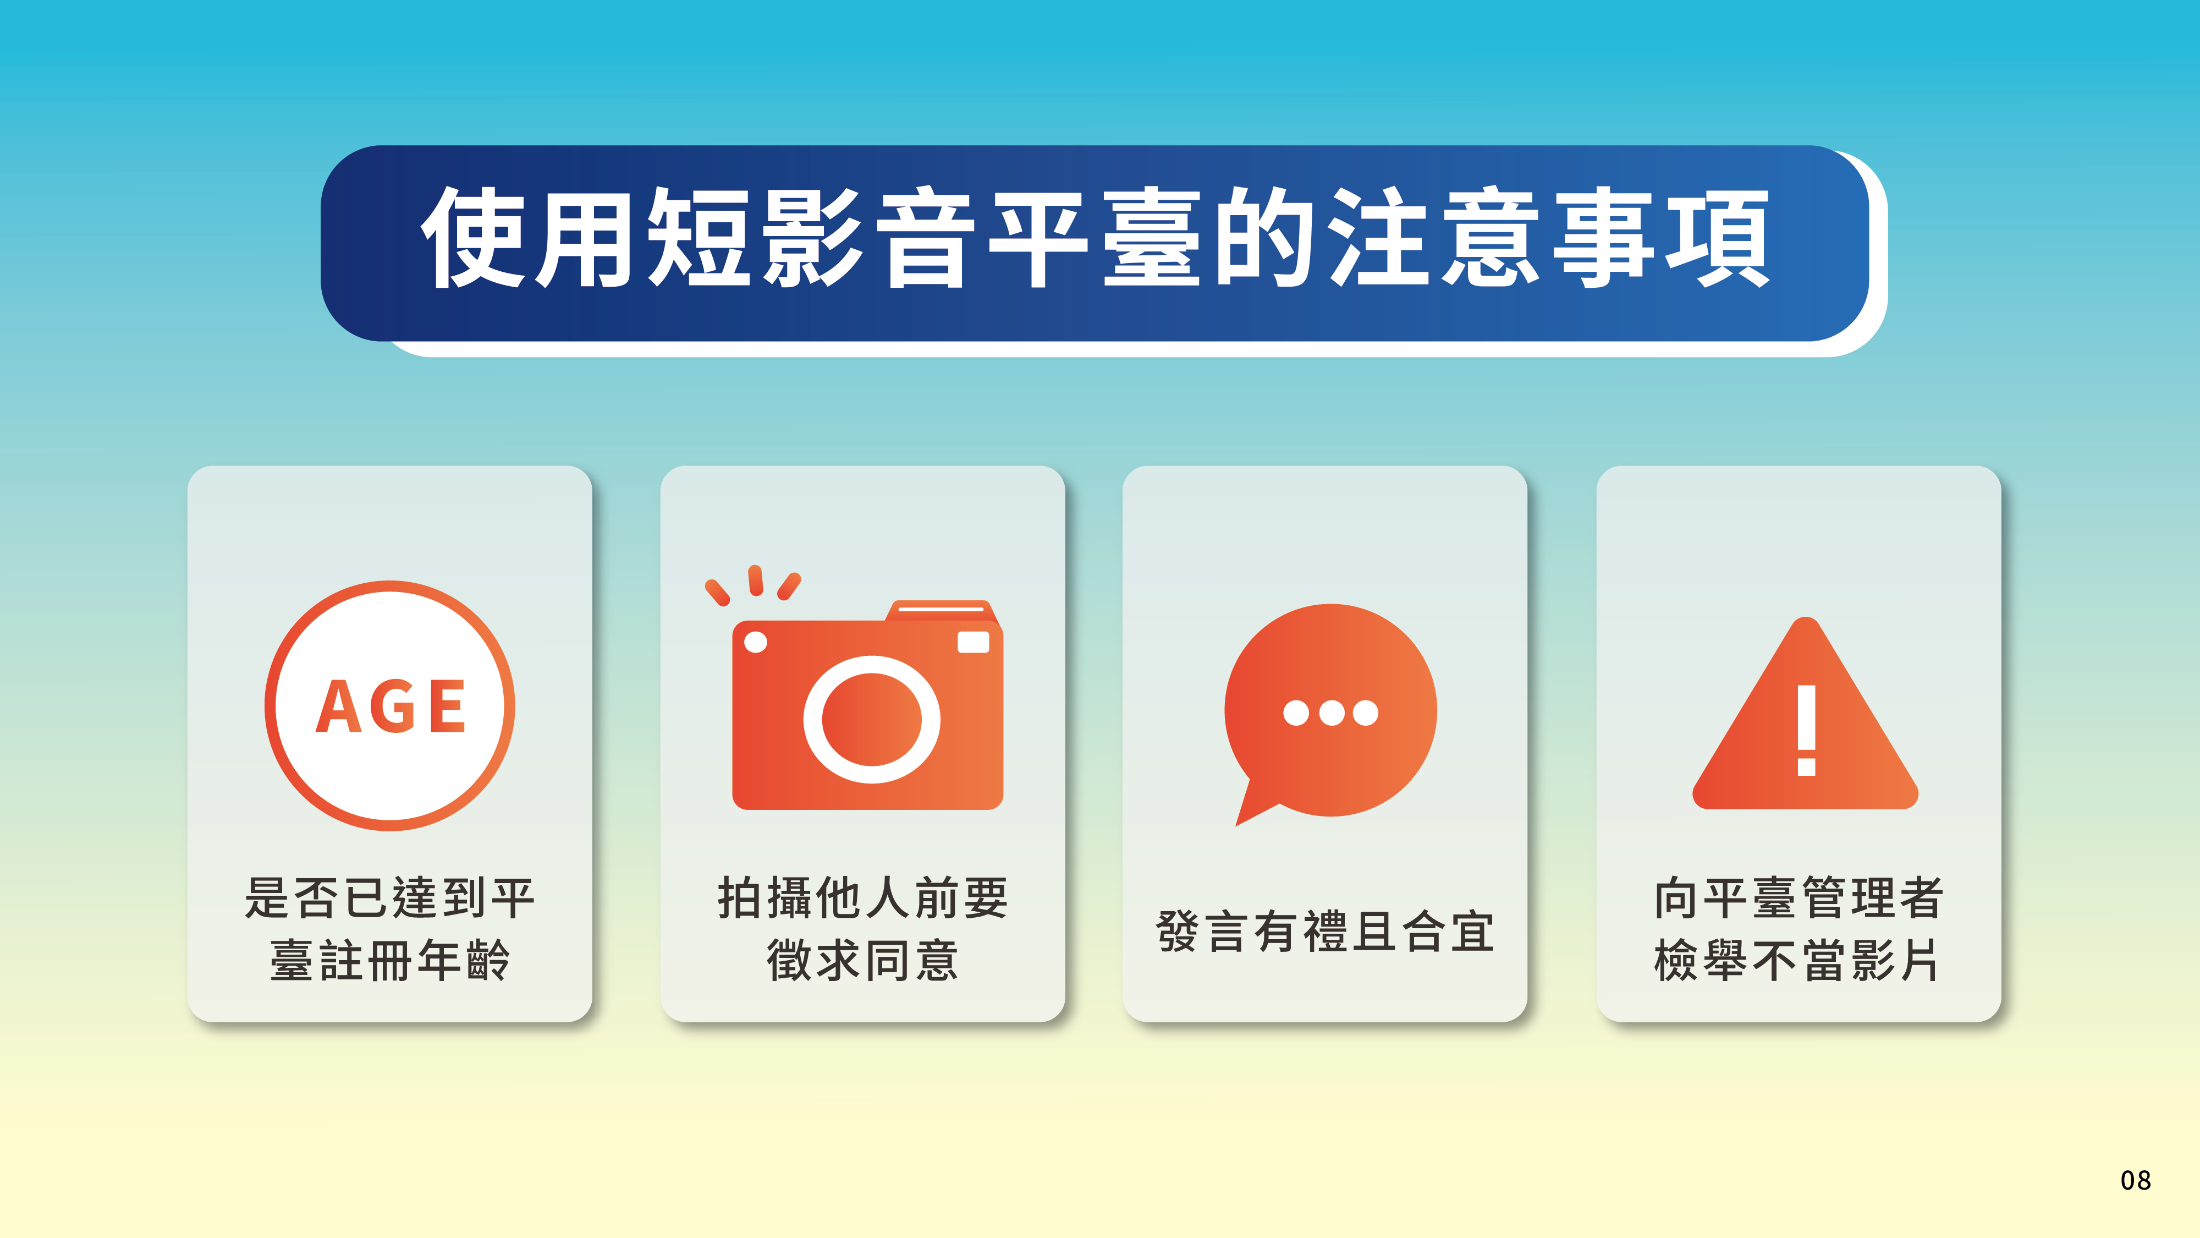 使用短影音平臺的注意事項
AGE
是否已達到平
臺註冊年齡
拍攝他人前要
徵求同意
發言有禮且合宜
向平臺管理者
檢舉不當影片
08